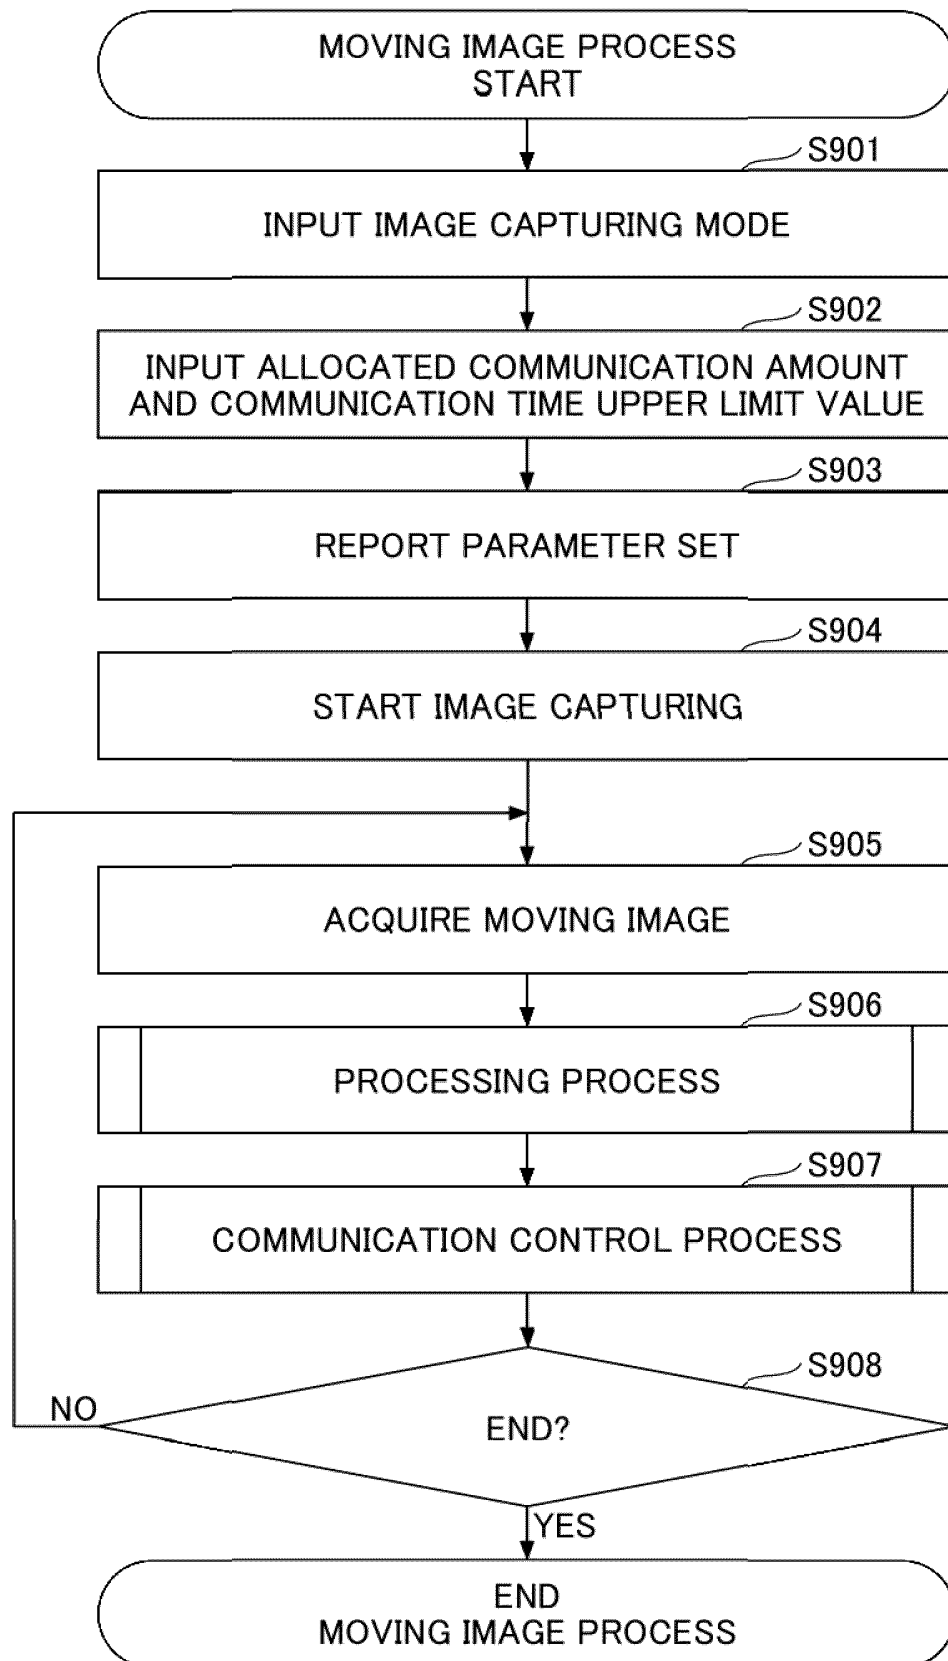 MOVING IMAGE PROCESS
START
S901
INPUT IMAGE CAPTURING MODE
S902
INPUT ALLOCATED COMMUNICATION AMOUNT
AND COMMUNICATION TIME UPPER LIMIT VALUE
S903
REPORT PARAMETER SET
S904
START IMAGE CAPTURING
S905
ACQUIRE MOVING IMAGE
S906
PROCESSING PROCESS
S907
COMMUNICATION CONTROL PROCESS
S908
NO
END?
YES
END
MOVING IMAGE PROCESS